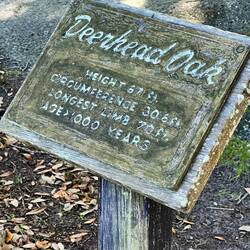 Deerhead Oak
HEIGHT 67 ft.
CIRCUMFERENCE 30.6 ft.
LONGEST LIMB 70 ft.
AGE > 1000 YEARS